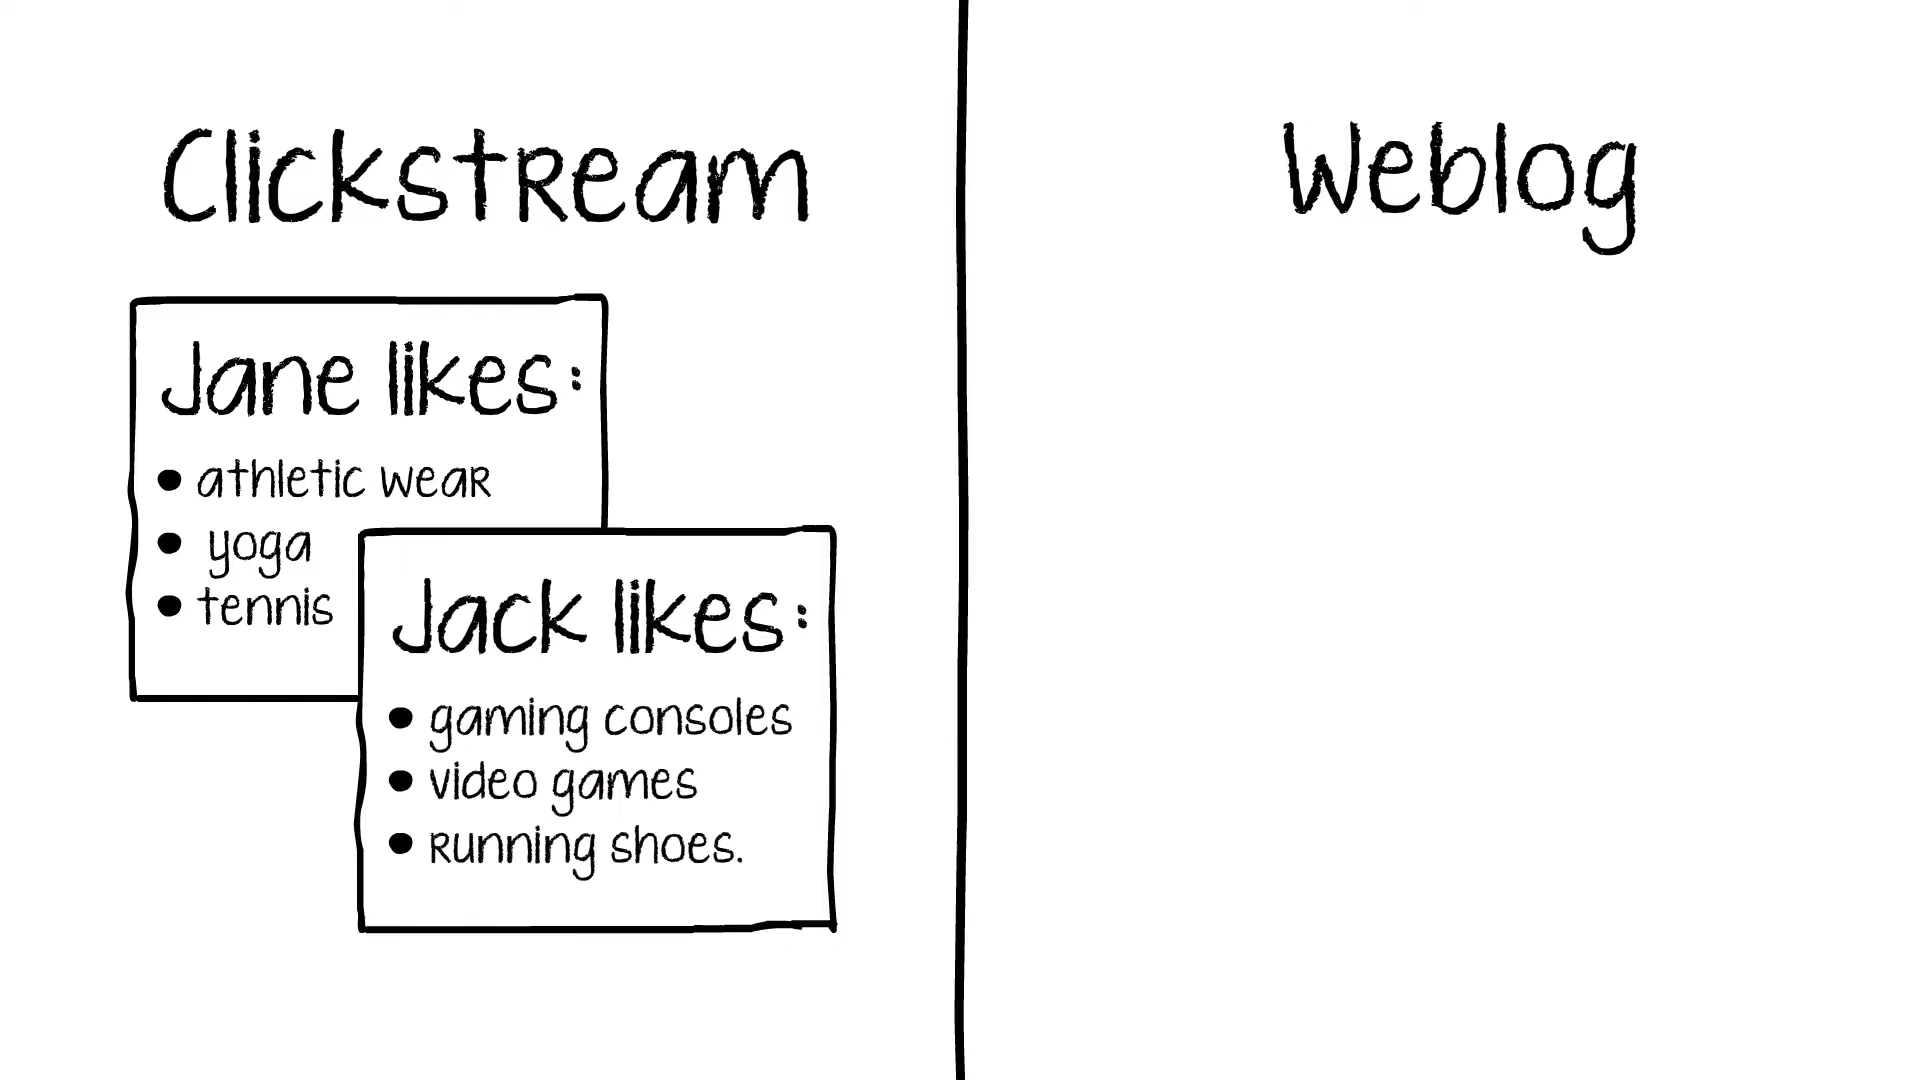 Clickstream
Jane likes:
• athletic wear
• yoga
• tennis
Jack likes:
• gaming consoles
• video games
• running shoes.
Weblog